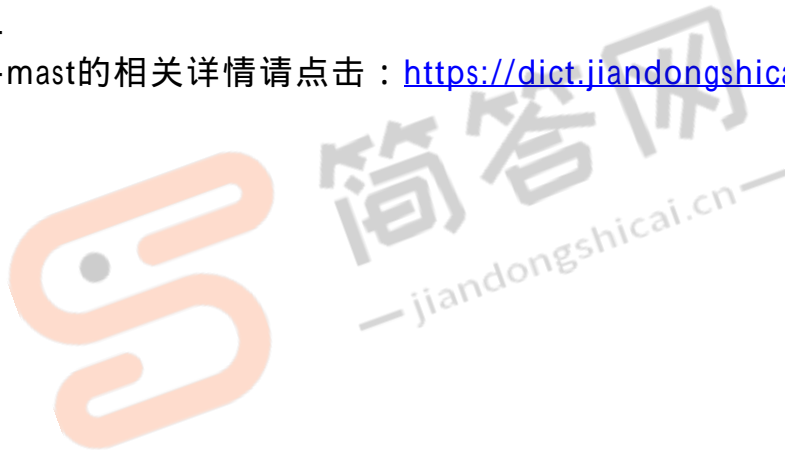 -mast的相关详情请点击：https://dict.jiandongshica
简答网
— jiandongshicai.cn —